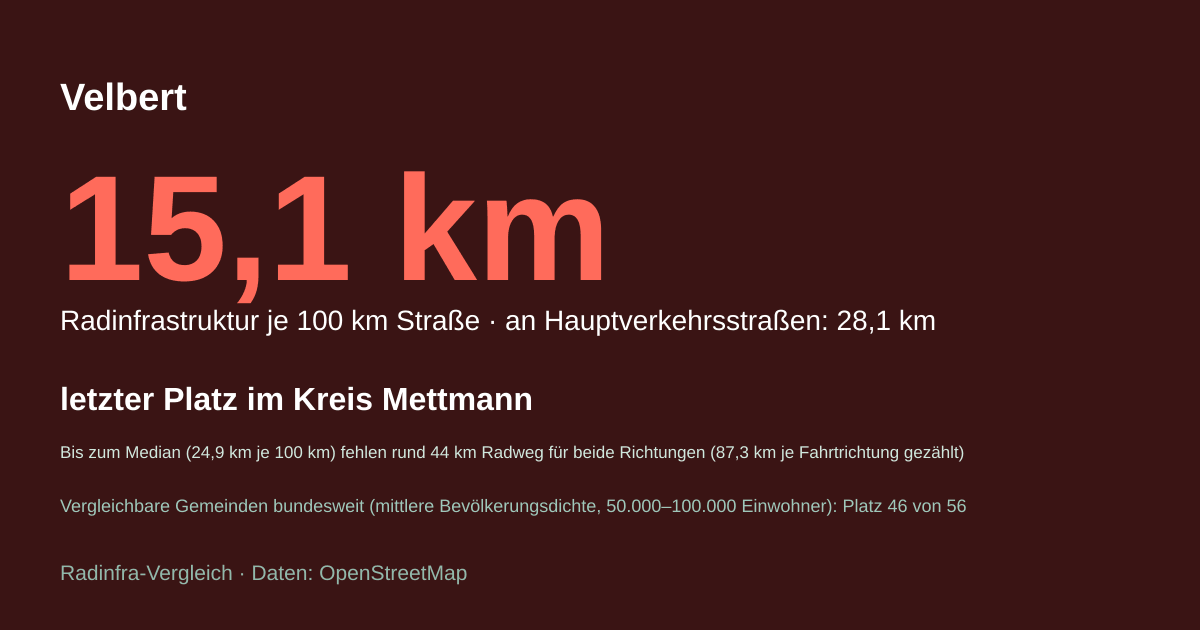 Velbert
15,1 km
Radinfrastruktur je 100 km Straße · an Hauptverkehrsstraßen: 28,1 km
letzter Platz im Kreis Mettmann
Bis zum Median (24,9 km je 100 km) fehlen rund 44 km Radweg für beide Richtungen (87,3 km je Fahrtrichtung gezählt)
Vergleichbare Gemeinden bundesweit (mittlere Bevölkerungsdichte, 50.000–100.000 Einwohner): Platz 46 von 56
Radinfra-Vergleich · Daten: OpenStreetMap